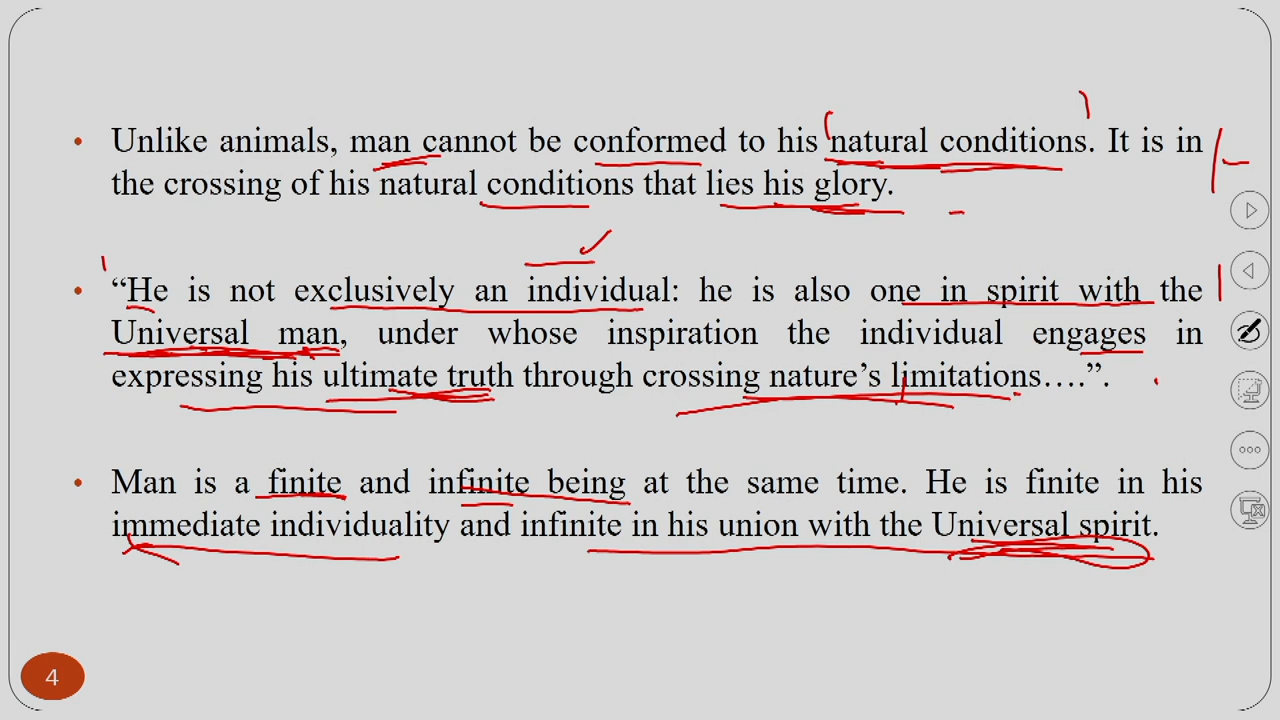 Unlike animals, man cannot be conformed to his natural conditions. It is in
the crossing of his natural conditions that lies his glory.
“He is not exclusively an individual: he is also one in spirit with the
Universal man, under whose inspiration the individual engages in
expressing his ultimate truth through crossing nature’s limitations….”.
Man is a finite and infinite being at the same time. He is finite in his
immediate individuality and infinite in his union with the Universal spirit.
4